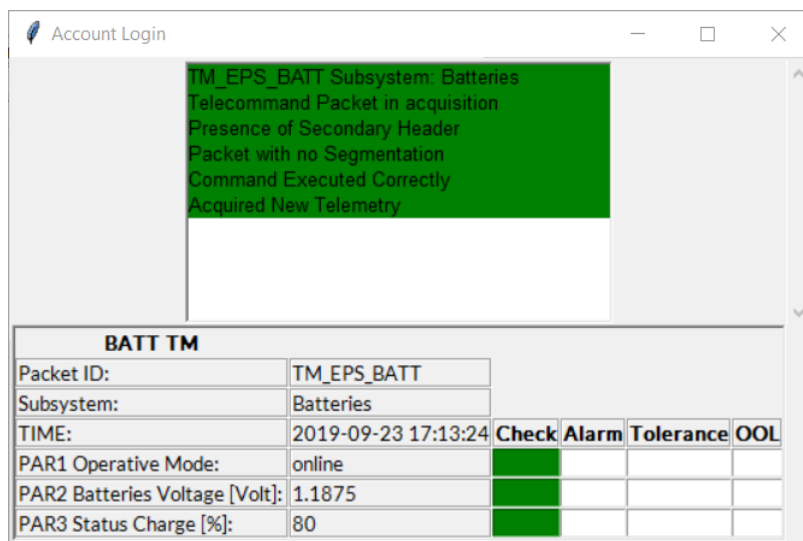 Account Login
TM_EPS_BATT Subsystem: Batteries
Telecommand Packet in acquisition
Presence of Secondary Header
Packet with no Segmentation
Command Executed Correctly
Acquired New Telemetry
BATT TM
Packet ID: TM_EPS_BATT
Subsystem: Batteries
TIME: 2019-09-23 17:13:24 Check Alarm Tolerance OOL
PAR1 Operative Mode: online
PAR2 Batteries Voltage [Volt]: 1.1875
PAR3 Status Charge [%]: 80